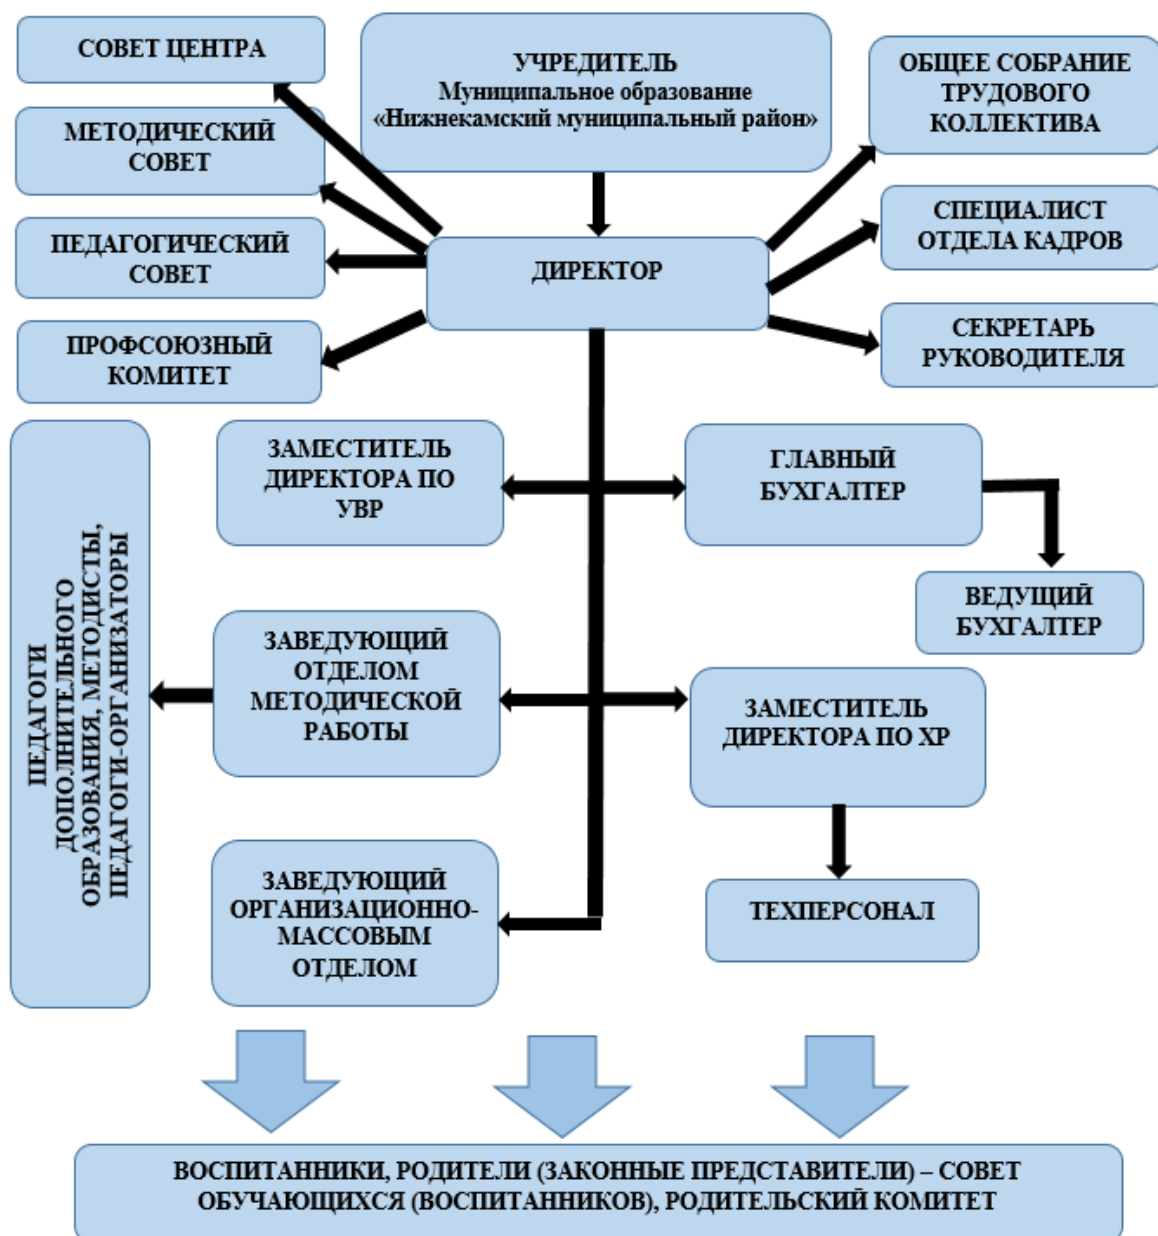 СОВЕТ ЦЕНТРА
УЧРЕДИТЕЛЬ
Муниципальное образование
«Нижнекамский муниципальный район»
ОБЩЕЕ СОБРАНИЕ
ТРУДОВОГО
КОЛЛЕКТИВА
МЕТОДИЧЕСКИЙ
СОВЕТ
СПЕЦИАЛИСТ
ОТДЕЛА КАДРОВ
ПЕДАГОГИЧЕСКИЙ
СОВЕТ
ДИРЕКТОР
ПРОФСОЮЗНЫЙ
КОМИТЕТ
СЕКРЕТАРЬ
РУКОВОДИТЕЛЯ
ЗАМЕСТИТЕЛЬ
ДИРЕКТОРА ПО
УВР
ГЛАВНЫЙ
БУХГАЛТЕР
ВЕДУЩИЙ
БУХГАЛТЕР
ПЕДАГОГИ
ДОПОЛНИТЕЛЬНОГО
ОБРАЗОВАНИЯ, МЕТОДИСТЫ,
ПЕДАГОГИ-ОРГАНИЗАТОРЫ
ЗАВЕДУЮЩИЙ
ОТДЕЛОМ
МЕТОДИЧЕСКОЙ
РАБОТЫ
ЗАМЕСТИТЕЛЬ
ДИРЕКТОРА ПО ХР
ЗАВЕДУЮЩИЙ
ОРГАНИЗАЦИОННО-
МАССОВЫМ
ОТДЕЛОМ
ТЕХПЕРСОНАЛ
ВОСПИТАННИКИ, РОДИТЕЛИ (ЗАКОННЫЕ ПРЕДСТАВИТЕЛИ) – СОВЕТ
ОБУЧАЮЩИХСЯ (ВОСПИТАННИКОВ), РОДИТЕЛЬСКИЙ КОМИТЕТ